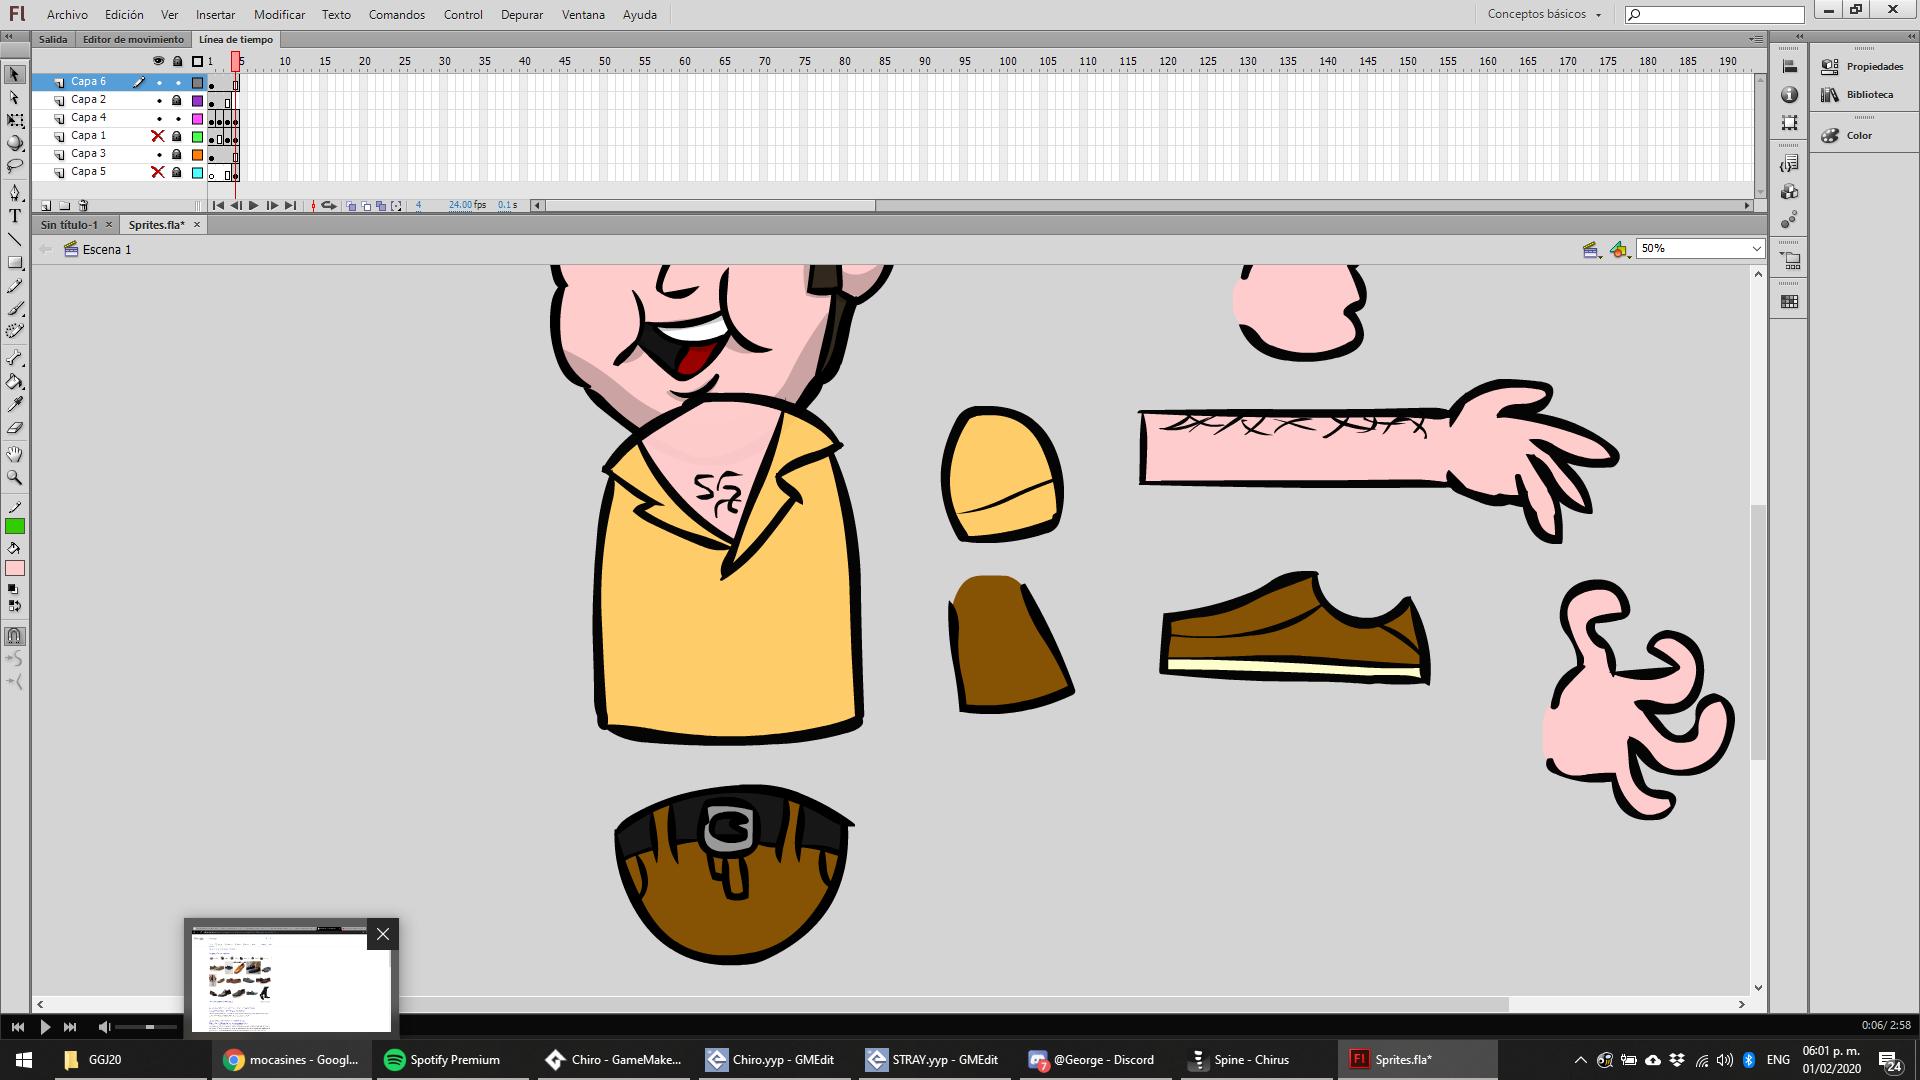 Fl Archivo Edición Ver Insertar Modificar Texto Comandos Control Depurar Ventana Ayuda Conceptos básicos
Salida Editor de movimiento Línea de tiempo
1 5 10 15 20 25 30 35 40 45 50 55 60 65 70 75 80 85 90 95 100 105 110 115 120 125 130 135 140 145 150 155 160 165 170 175 180 185 190
Capa 6
Capa 2
Capa 4
Capa 1
Capa 3
Capa 5
4 24.00 fps 0.1 s
Sin título-1 Sprites.fla*
Escena 1 50%
Propiedades
Biblioteca
Color
T
0:06/ 2:58
GGJ20 mocasines - Googl... Spotify Premium Chiro - GameMake... Chiro.yyp - GMEdit STRAY.yyp - GMEdit @George - Discord Spine - Chirus Fl Sprites.fla* ENG 06:01 p. m.
01/02/2020
7 24